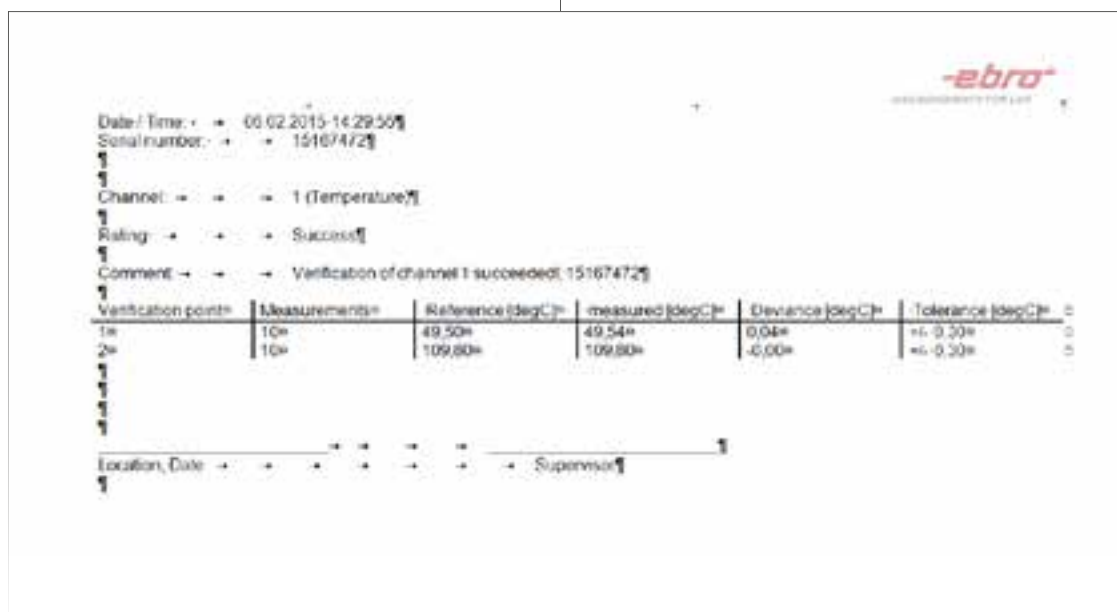 -ebro-
Date / Time: 06.02.2015-14:29:56
Serial number: 15167472
Channel: 1 (Temperature)
Rating: Success
Comment: Verification of channel 1 succeeded!, 15167472
Verification point Measurements Reference [degC] measured [degC] Deviance [degC] Tolerance [degC]
1 10 49,50 49,54 0,04 +/- 0,30
2 10 109,80 109,80 -0,00 +/- 0,30
Location, Date Supervisor